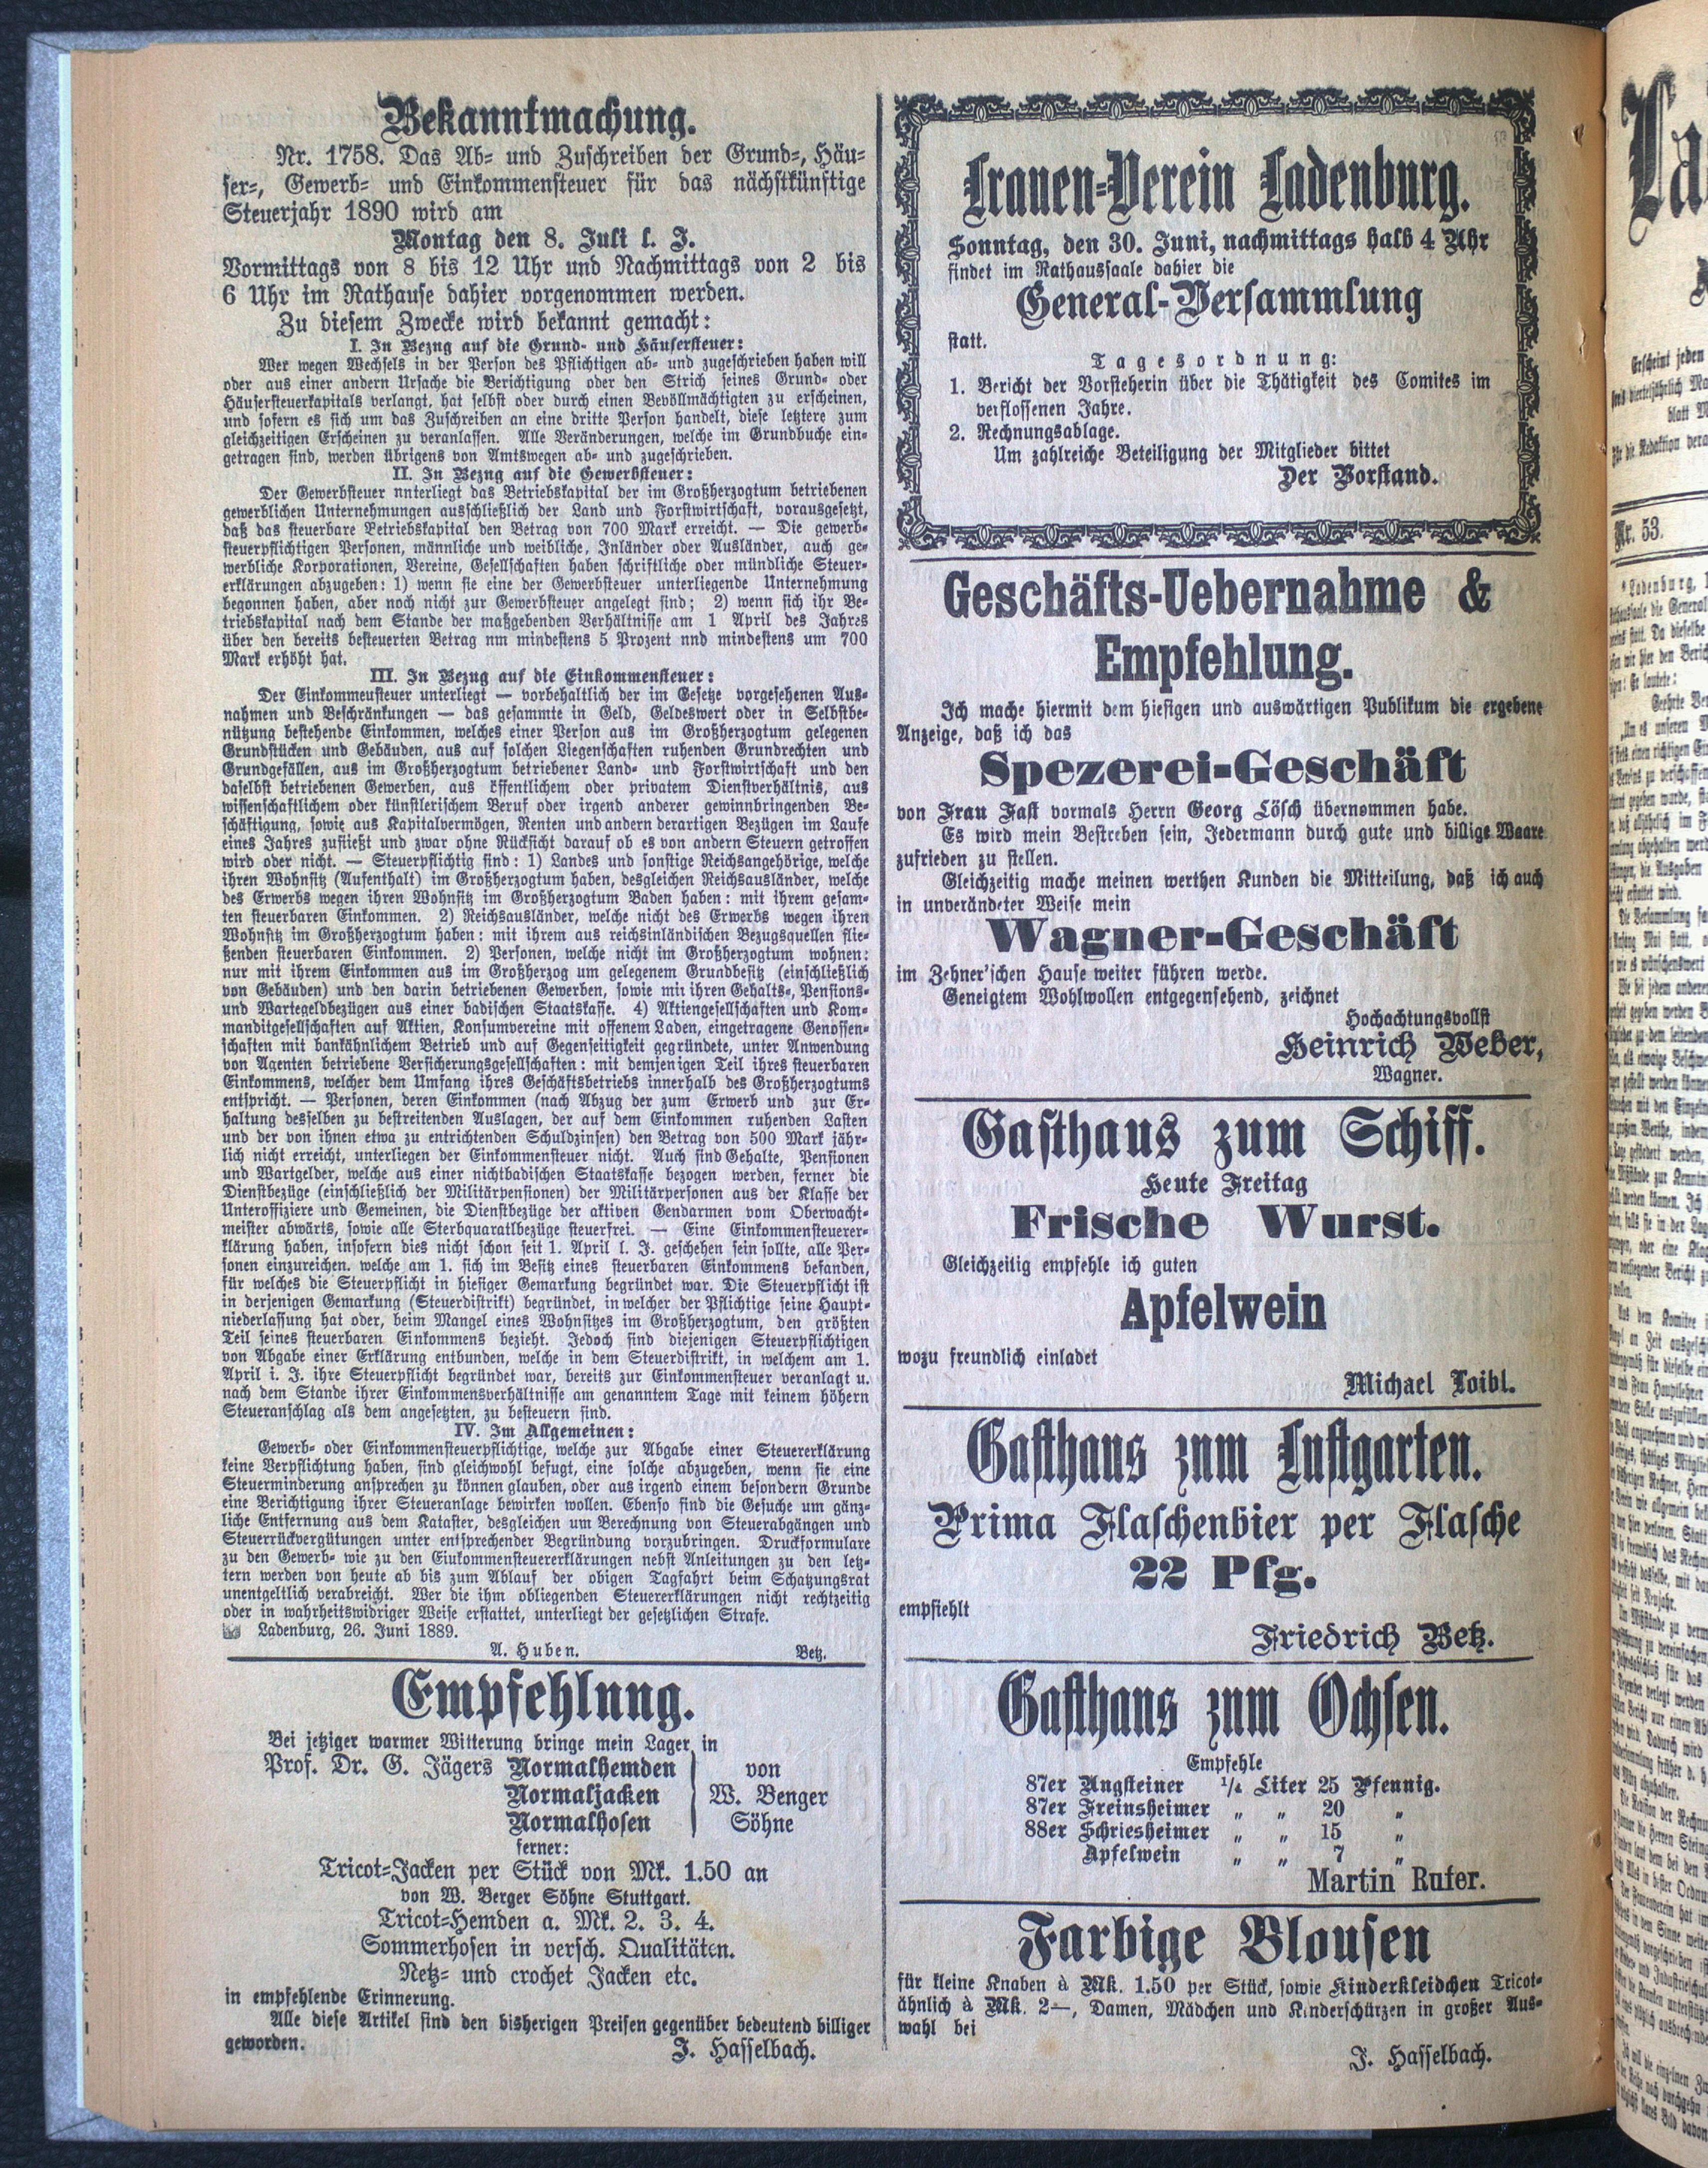 Bekanntmachung.
Nr. 1758. Das Ab- und Zuschreiben der Grund-, Häu-
ser-, Gewerb- und Einkommensteuer für das nächstkünftige
Steuerjahr 1890 wird am
Montag den 8. Juli l. J.
Vormittags von 8 bis 12 Uhr und Nachmittags von 2 bis
6 Uhr im Rathause dahier vorgenommen werden.
Zu diesem Zwecke wird bekannt gemacht:
I. In Bezug auf die Grund- und Häusersteuer:
Wer wegen Wechsels in der Person des Pflichtigen ab- und zugeschrieben haben will
oder aus einer andern Ursache die Berichtigung oder den Strich seines Grund- oder
Häusersteuerkapitals verlangt, hat selbst oder durch einen Bevöllmächtigten zu erscheinen,
und sofern es sich um das Zuschreiben an eine dritte Person handelt, diese letztere zum
gleichzeitigen Erscheinen zu veranlassen. Alle Veränderungen, welche im Grundbuche ein-
getragen sind, werden übrigens von Amtswegen ab- und zugeschrieben.
II. In Bezug auf die Gewerbsteuer:
Der Gewerbsteuer nnterliegt das Betriebskapital der im Großherzogtum betriebenen
gewerblichen Unternehmungen ausschließlich der Land und Forstwirtschaft, vorausgesetzt,
daß das steuerbare Betriebskapital den Betrag von 700 Mark erreicht. — Die gewerb-
steuerpflichtigen Personen, männliche und weibliche, Inländer oder Ausländer, auch ge-
werbliche Korporationen, Vereine, Gesellschaften haben schriftliche oder mündliche Steuer-
erklärungen abzugeben: 1) wenn sie eine der Gewerbsteuer unterliegende Unternehmung
begonnen haben, aber noch nicht zur Gewerbsteuer angelegt sind; 2) wenn sich ihr Be-
triebskapital nach dem Stande der maßgebenden Verhältnisse am 1 April des Jahres
über den bereits besteuerten Betrag nm mindestens 5 Prozent nnd mindestens um 700
Mark erhöht hat.
III. In Bezug auf die Einkommensteuer:
Der Einkommeusteuer unterliegt — vorbehaltlich der im Gesetze vorgesehenen Aus-
nahmen und Beschränkungen — das gesammte in Geld, Geldeswert oder in Selbstbe-
nützung bestehende Einkommen, welches einer Person aus im Großherzogtum gelegenen
Grundstücken und Gebäuden, aus auf solchen Liegenschaften ruhenden Grundrechten und
Grundgefällen, aus im Großherzogtum betriebener Land- und Forstwirtschaft und den
daselbst betriebenen Gewerben, aus öffentlichem oder privatem Dienstverhältnis, aus
wissenschaftlichem oder künstlerischem Beruf oder irgend anderer gewinnbringenden Be-
schäftigung, sowie aus Kapitalvermögen, Renten und andern derartigen Bezügen im Laufe
eines Jahres zufließt und zwar ohne Rücksicht darauf ob es von andern Steuern getroffen
wird oder nicht. — Steuerpflichtig sind: 1) Landes und sonstige Reichsangehörige, welche
ihren Wohnsitz (Aufenthalt) im Großherzogtum haben, desgleichen Reichsausländer, welche
des Erwerbs wegen ihren Wohnsitz im Großherzogtum Baden haben: mit ihrem gesam-
ten steuerbaren Einkommen. 2) Reichsausländer, welche nicht des Erwerbs wegen ihren
Wohnsitz im Großherzogtum haben: mit ihrem aus reichsinländischen Bezugsquellen flie-
ßenden steuerbaren Einkommen. 2) Personen, welche nicht im Großherzogtum wohnen:
nur mit ihrem Einkommen aus im Großherzog um gelegenem Grundbesitz (einschließlich
von Gebäuden) und den darin betriebenen Gewerben, sowie mit ihren Gehalts-, Pensions-
und Wartegeldbezügen aus einer badischen Staatskasse. 4) Aktiengesellschaften und Kom-
manditgesellschaften auf Aktien, Konsumvereine mit offenem Laden, eingetragene Genossen-
schaften mit bankähnlichem Betrieb und auf Gegenseitigkeit gegründete, unter Anwendung
von Agenten betriebene Versicherungsgesellschaften: mit demjenigen Teil ihres steuerbaren
Einkommens, welcher dem Umfang ihres Geschäftsbetriebs innerhalb des Großherzogtums
entspricht. — Personen, deren Einkommen (nach Abzug der zum Erwerb und zur Er-
haltung desselben zu bestreitenden Auslagen, der auf dem Einkommen ruhenden Lasten
und der von ihnen etwa zu entrichtenden Schuldzinsen) den Betrag von 500 Mark jähr-
lich nicht erreicht, unterliegen der Einkommensteuer nicht. Auch sind Gehalte, Pensionen
und Wartgelder, welche aus einer nichtbadischen Staatskasse bezogen werden, ferner die
Dienstbezüge (einschließlich der Militärpensionen) der Militärpersonen aus der Klasse der
Unteroffiziere und Gemeinen, die Dienstbezüge der aktiven Gendarmen vom Oberwacht-
meister abwärts, sowie alle Sterbquaratlbezüge steuerfrei. — Eine Einkommensteuerer-
klärung haben, insofern dies nicht schon seit 1. April l. J. geschehen sein sollte, alle Per-
sonen einzureichen. welche am 1. sich im Besitz eines steuerbaren Einkommens befanden,
für welches die Steuerpflicht in hiesiger Gemarkung begründet war. Die Steuerpflicht ist
in derjenigen Gemarkung (Steuerdistrikt) begründet, in welcher der Pflichtige seine Haupt-
niederlassung hat oder, beim Mangel eines Wohnsitzes im Großherzogtum, den größten
Teil seines steuerbaren Einkommens bezieht. Jedoch sind diejenigen Steuerpflichtigen
von Abgabe einer Erklärung entbunden, welche in dem Steuerdistrikt, in welchem am 1.
April i. J. ihre Steuerpflicht begründet war, bereits zur Einkommensteuer veranlagt u.
nach dem Stande ihrer Einkommensverhältnisse am genanntem Tage mit keinem höhern
Steueranschlag als dem angesetzten, zu besteuern sind.
IV. Im Allgemeinen:
Gewerb- oder Einkommensteuerpflichtige, welche zur Abgabe einer Steuererklärung
keine Verpflichtung haben, sind gleichwohl befugt, eine solche abzugeben, wenn sie eine
Steuerminderung ansprechen zu können glauben, oder aus irgend einem besondern Grunde
eine Berichtigung ihrer Steueranlage bewirken wollen. Ebenso sind die Gesuche um gänz-
liche Entfernung aus dem Kataster, desgleichen um Berechnung von Steuerabgängen und
Steuerrückvergütungen unter entsprechender Begründung vorzubringen. Druckformulare
zu den Gewerb- wie zu den Einkommensteuererklärungen nebst Anleitungen zu den letz-
tern werden von heute ab bis zum Ablauf der obigen Tagfahrt beim Schatzungsrat
unentgeltlich verabreicht. Wer die ihm obliegenden Steuererklärungen nicht rechtzeitig
oder in wahrheitswidriger Weise erstattet, unterliegt der gesetzlichen Strafe.
Ladenburg, 26. Juni 1889.
A. Huben. Betz.
Empfehlung.
Bei jetziger warmer Witterung bringe mein Lager in
Prof. Dr. G. Jägers Normalhemden von
Normaljacken W. Benger
Normalhosen Söhne
ferner:
Tricot-Jacken per Stück von Mk. 1.50 an
von W. Berger Söhne Stuttgart.
Tricot-Hemden a. Mk. 2. 3. 4.
Sommerhosen in versch. Qualitäten.
Netz- und crochet Jacken etc.
in empfehlende Erinnerung.
Alle diese Artikel sind den bisherigen Preisen gegenüber bedeutend billiger
geworden.
J. Hasselbach.
Frauen-Verein Ladenburg.
Sonntag, den 30. Juni, nachmittags halb 4 Uhr
findet im Rathaussaale dahier die
General-Versammlung
statt.
Tagesordnung:
1. Bericht der Vorsteherin über die Thätigkeit des Comites im
verflossenen Jahre.
2. Rechnungsablage.
Um zahlreiche Beteiligung der Mitglieder bittet
Der Vorstand.
Geschäfts-Uebernahme &
Empfehlung.
Ich mache hiermit dem hiesigen und auswärtigen Publikum die ergebene
Anzeige, daß ich das
Spezerei-Geschäft
von Frau Fast vormals Herrn Georg Lösch übernommen habe.
Es wird mein Bestreben sein, Jedermann durch gute und billige Waare
zufrieden zu stellen.
Gleichzeitig mache meinen werthen Kunden die Mitteilung, daß ich auch
in unveränderter Weise mein
Wagner-Geschäft
im Zehner'schen Hause weiter führen werde.
Geneigtem Wohlwollen entgegensehend, zeichnet
Hochachtungsvollst
Heinrich Weber,
Wagner.
Gasthaus zum Schiff.
Heute Freitag
Frische Wurst.
Gleichzeitig empfehle ich guten
Apfelwein
wozu freundlich einladet
Michael Loibl.
Gasthaus zum Lustgarten.
Prima Flaschenbier per Flasche
22 Pfg.
empfiehlt
Friedrich Betz.
Gasthaus zum Ochsen.
Empfehle
87er Angsteiner 1/4 Liter 25 Pfennig.
87er Freinsheimer „ „ 20 „
88er Schriesheimer „ „ 15 „
Apfelwein „ „ 7 „
Martin Rufer.
Farbige Blousen
für kleine Knaben à Mk. 1.50 per Stück, sowie Kinderkleidchen Tricot-
ähnlich à Mk. 2—, Damen, Mädchen und Kinderschürzen in großer Aus-
wahl bei
J. Hasselbach.
Erscheint jeden
Nr. 53.